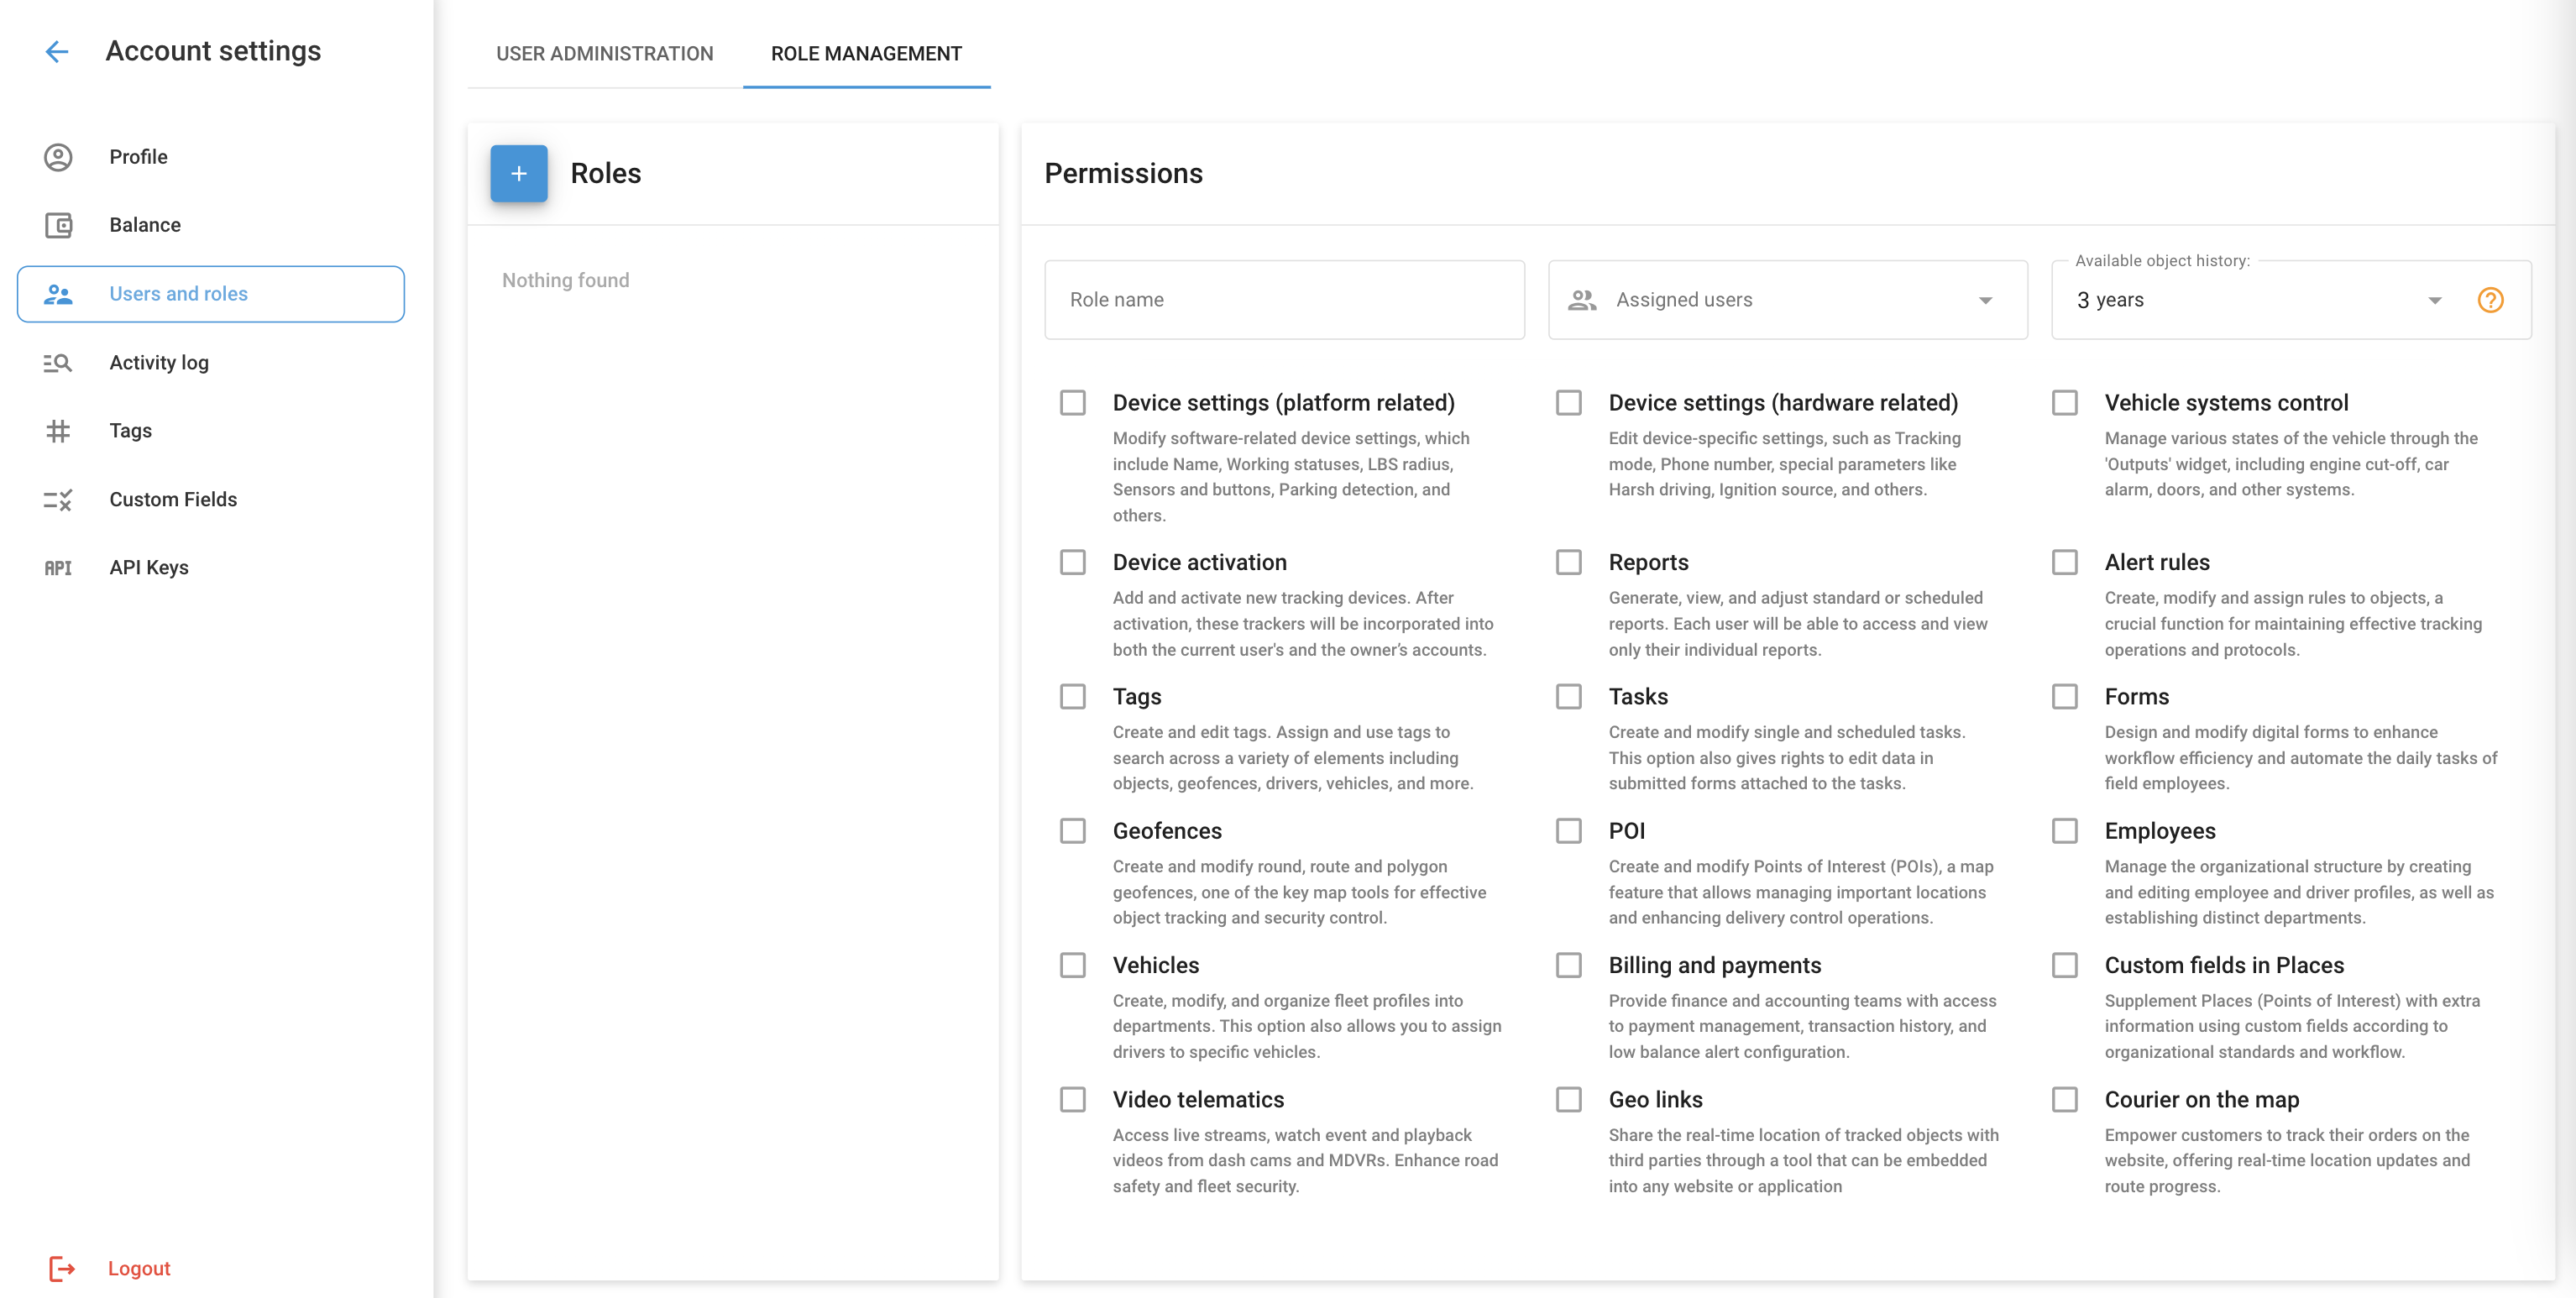 Account settings
Profile
Balance
Users and roles
Activity log
Tags
Custom Fields
API
API Keys
Logout
USER ADMINISTRATION
ROLE MANAGEMENT
+
Roles
Nothing found
Permissions
Role name
Assigned users
Available object history:
3 years
?
Device settings (platform related)
Modify software-related device settings, which
include Name, Working statuses, LBS radius,
Sensors and buttons, Parking detection, and
others.
Device settings (hardware related)
Edit device-specific settings, such as Tracking
mode, Phone number, special parameters like
Harsh driving, Ignition source, and others.
Vehicle systems control
Manage various states of the vehicle through the
'Outputs' widget, including engine cut-off, car
alarm, doors, and other systems.
Device activation
Add and activate new tracking devices. After
activation, these trackers will be incorporated into
both the current user's and the owner’s accounts.
Reports
Generate, view, and adjust standard or scheduled
reports. Each user will be able to access and view
only their individual reports.
Alert rules
Create, modify and assign rules to objects, a
crucial function for maintaining effective tracking
operations and protocols.
Tags
Create and edit tags. Assign and use tags to
search across a variety of elements including
objects, geofences, drivers, vehicles, and more.
Tasks
Create and modify single and scheduled tasks.
This option also gives rights to edit data in
submitted forms attached to the tasks.
Forms
Design and modify digital forms to enhance
workflow efficiency and automate the daily tasks of
field employees.
Geofences
Create and modify round, route and polygon
geofences, one of the key map tools for effective
object tracking and security control.
POI
Create and modify Points of Interest (POIs), a map
feature that allows managing important locations
and enhancing delivery control operations.
Employees
Manage the organizational structure by creating
and editing employee and driver profiles, as well as
establishing distinct departments.
Vehicles
Create, modify, and organize fleet profiles into
departments. This option also allows you to assign
drivers to specific vehicles.
Billing and payments
Provide finance and accounting teams with access
to payment management, transaction history, and
low balance alert configuration.
Custom fields in Places
Supplement Places (Points of Interest) with extra
information using custom fields according to
organizational standards and workflow.
Video telematics
Access live streams, watch event and playback
videos from dash cams and MDVRs. Enhance road
safety and fleet security.
Geo links
Share the real-time location of tracked objects with
third parties through a tool that can be embedded
into any website or application
Courier on the map
Empower customers to track their orders on the
website, offering real-time location updates and
route progress.